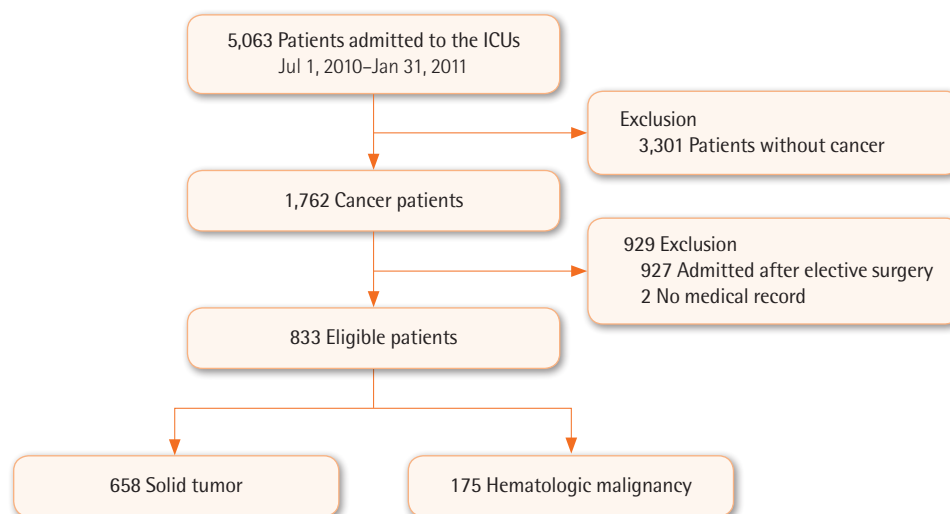 5,063 Patients admitted to the ICUs
Jul 1, 2010–Jan 31, 2011
Exclusion
3,301 Patients without cancer
1,762 Cancer patients
929 Exclusion
927 Admitted after elective surgery
2 No medical record
833 Eligible patients
658 Solid tumor
175 Hematologic malignancy